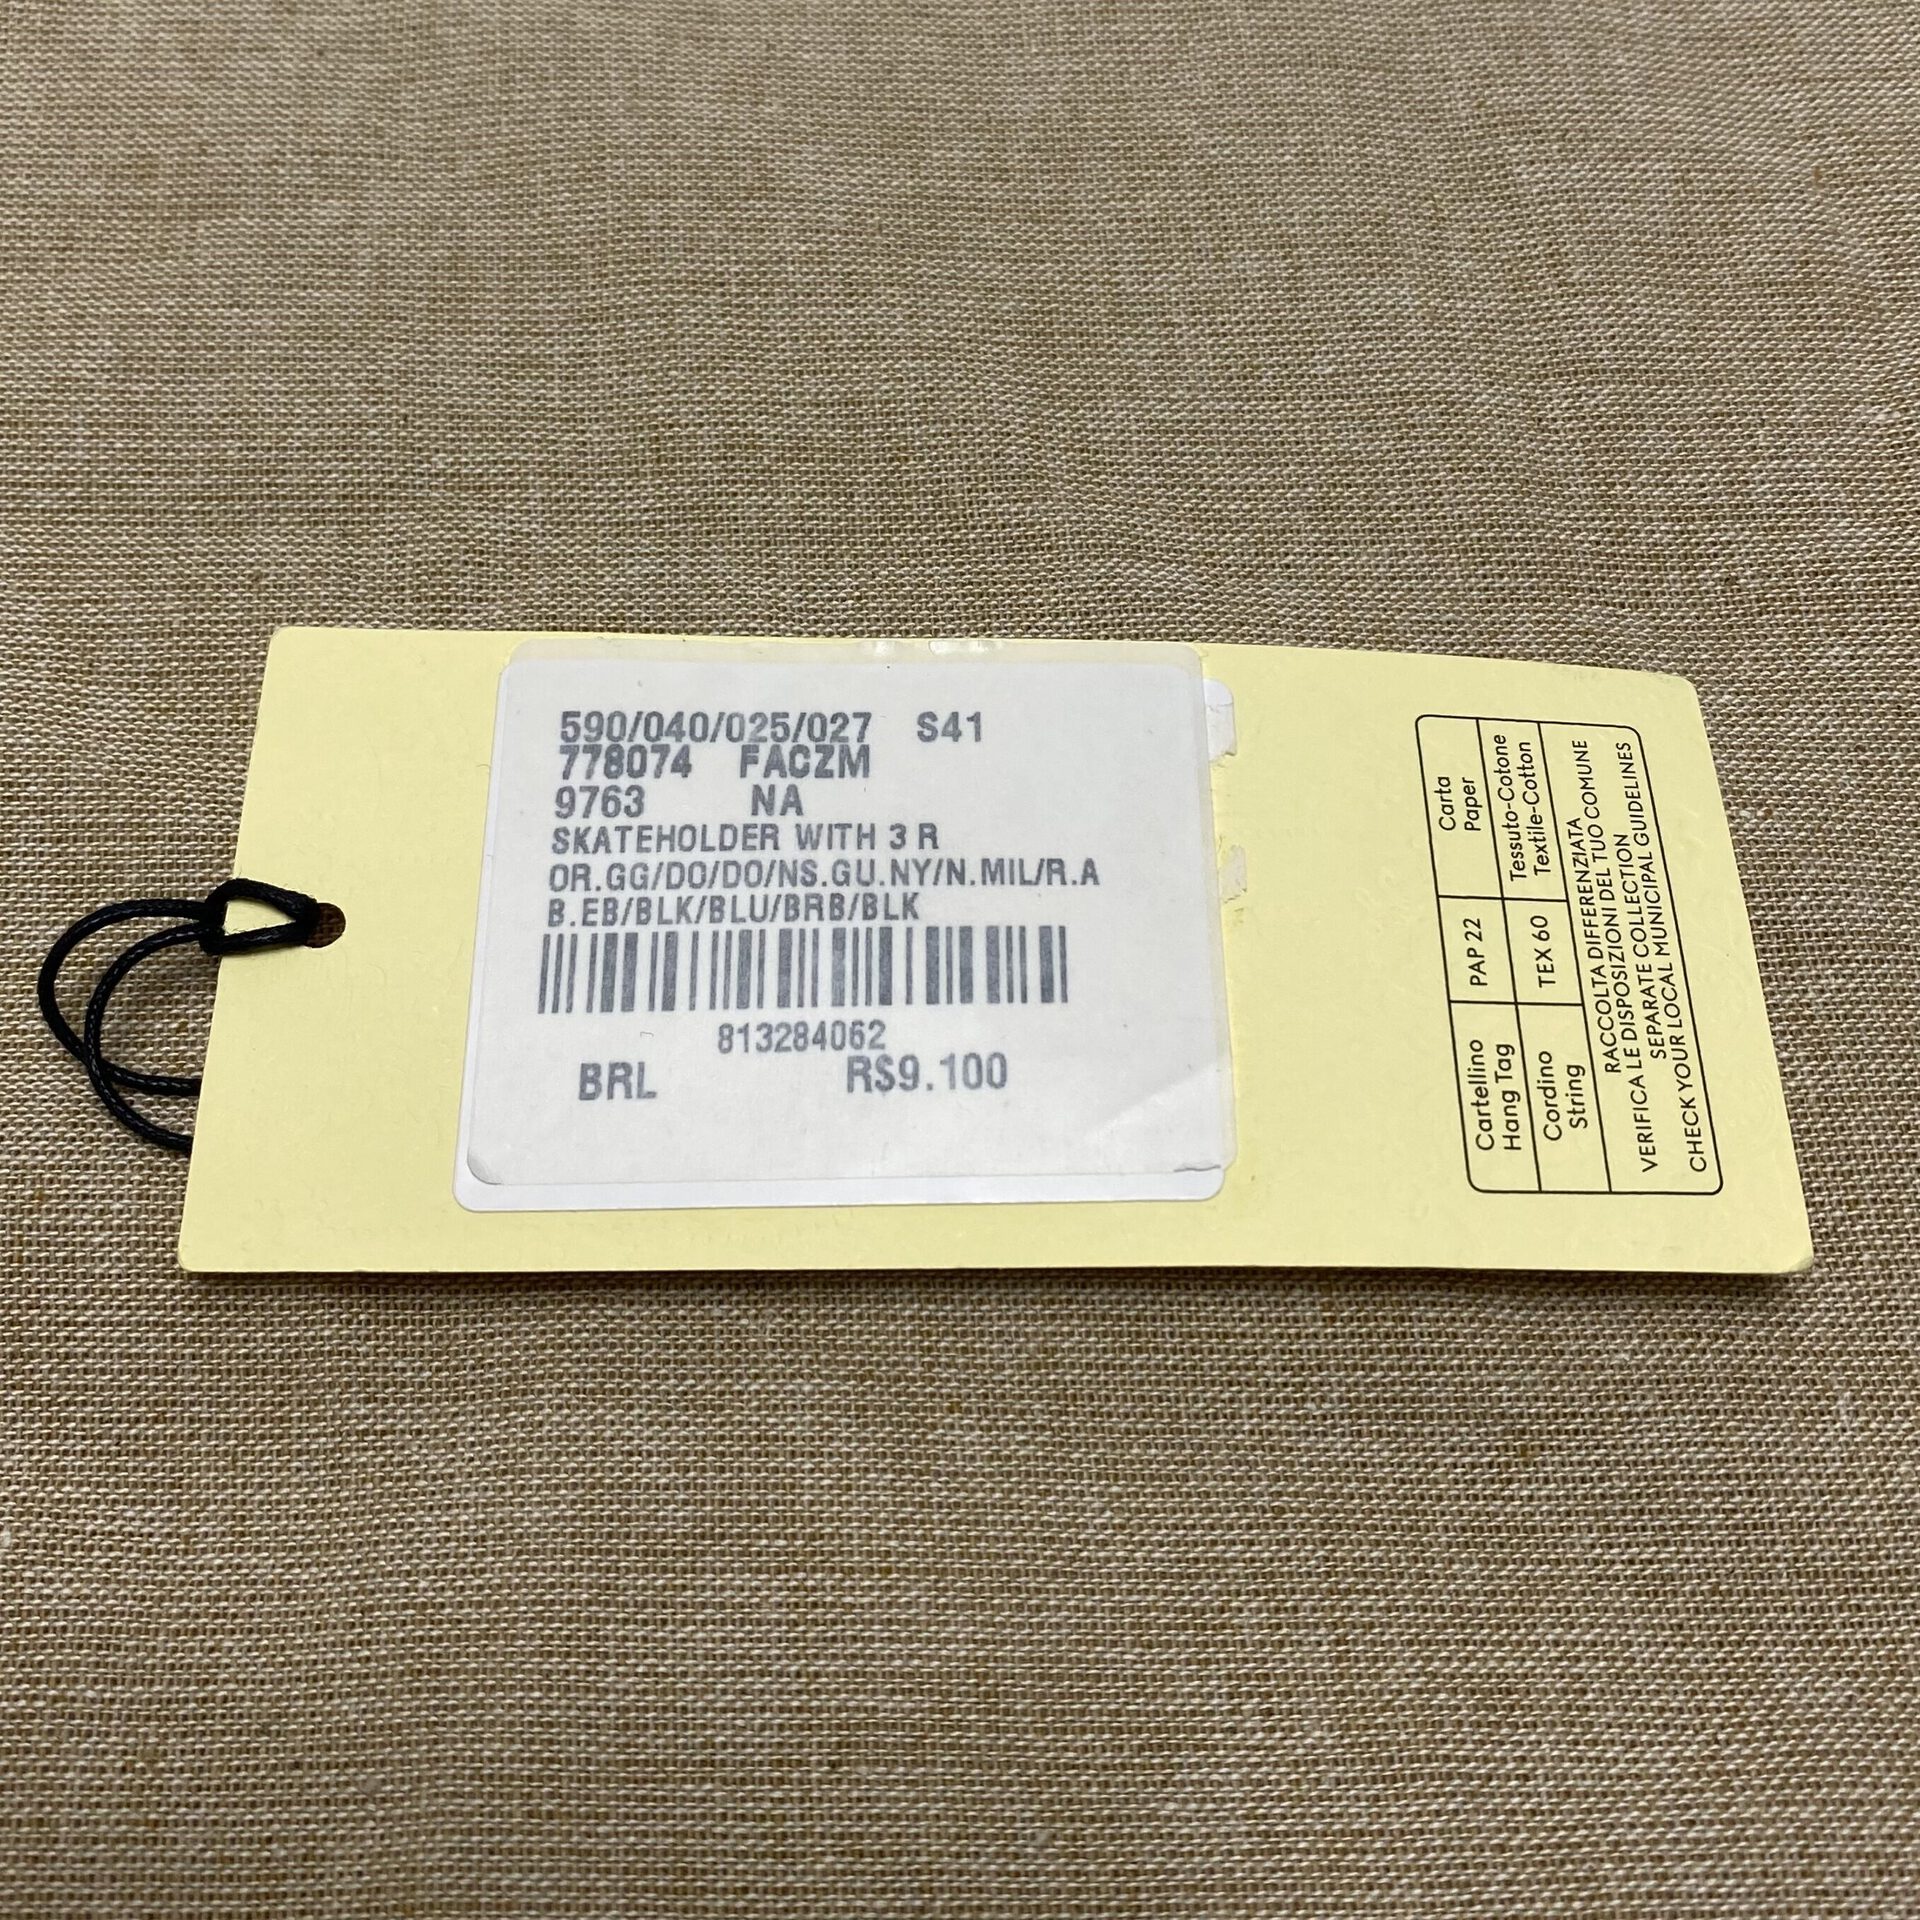 590/040/025/027 S41
778074 FACZM
9763 NA
SKATEHOLDER WITH 3 R
OR.GG/DO/DO/NS.GU.NY/N.MIL/R.A
B.EB/BLK/BLU/BRB/BLK
813284062
BRL R$9.100
Cartellino
Hang Tag
PAP 22
Carta
Paper
Cordino
String
TEX 60
Tessuto-Cotone
Textile-Cotton
RACCOLTA DIFFERENZIATA
VERIFICA LE DISPOSIZIONI DEL TUO COMUNE
SEPARATE COLLECTION
CHECK YOUR LOCAL MUNICIPAL GUIDELINES